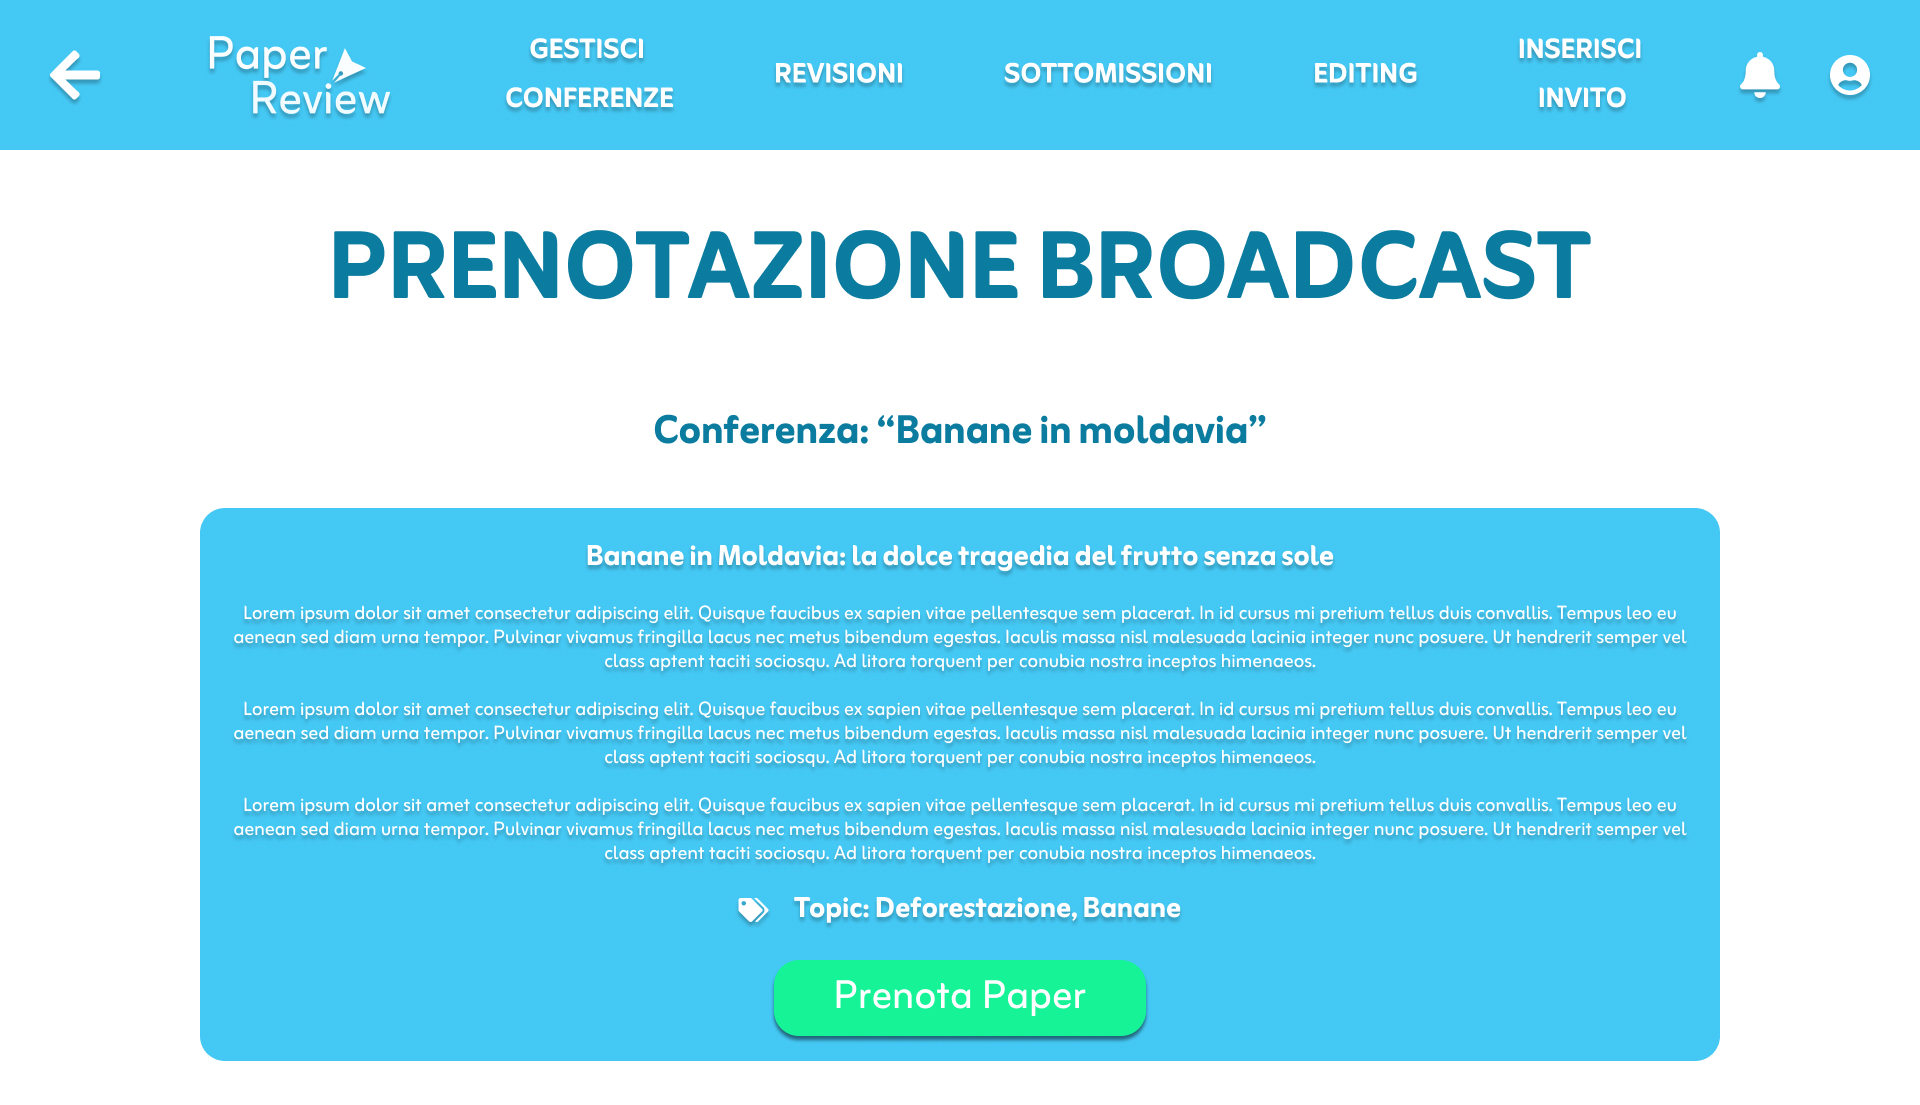 Paper
Review
GESTISCI
CONFERENZE
REVISIONI
SOTTOMISSIONI
EDITING
INSERISCI
INVITO
PRENOTAZIONE BROADCAST
Conferenza: “Banane in moldavia”
Banane in Moldavia: la dolce tragedia del frutto senza sole
Lorem ipsum dolor sit amet consectetur adipiscing elit. Quisque faucibus ex sapien vitae pellentesque sem placerat. In id cursus mi pretium tellus duis convallis. Tempus leo eu
aenean sed diam urna tempor. Pulvinar vivamus fringilla lacus nec metus bibendum egestas. Iaculis massa nisl malesuada lacinia integer nunc posuere. Ut hendrerit semper vel
class aptent taciti sociosqu. Ad litora torquent per conubia nostra inceptos himenaeos.
Lorem ipsum dolor sit amet consectetur adipiscing elit. Quisque faucibus ex sapien vitae pellentesque sem placerat. In id cursus mi pretium tellus duis convallis. Tempus leo eu
aenean sed diam urna tempor. Pulvinar vivamus fringilla lacus nec metus bibendum egestas. Iaculis massa nisl malesuada lacinia integer nunc posuere. Ut hendrerit semper vel
class aptent taciti sociosqu. Ad litora torquent per conubia nostra inceptos himenaeos.
Lorem ipsum dolor sit amet consectetur adipiscing elit. Quisque faucibus ex sapien vitae pellentesque sem placerat. In id cursus mi pretium tellus duis convallis. Tempus leo eu
aenean sed diam urna tempor. Pulvinar vivamus fringilla lacus nec metus bibendum egestas. Iaculis massa nisl malesuada lacinia integer nunc posuere. Ut hendrerit semper vel
class aptent taciti sociosqu. Ad litora torquent per conubia nostra inceptos himenaeos.
Topic: Deforestazione, Banane
Prenota Paper